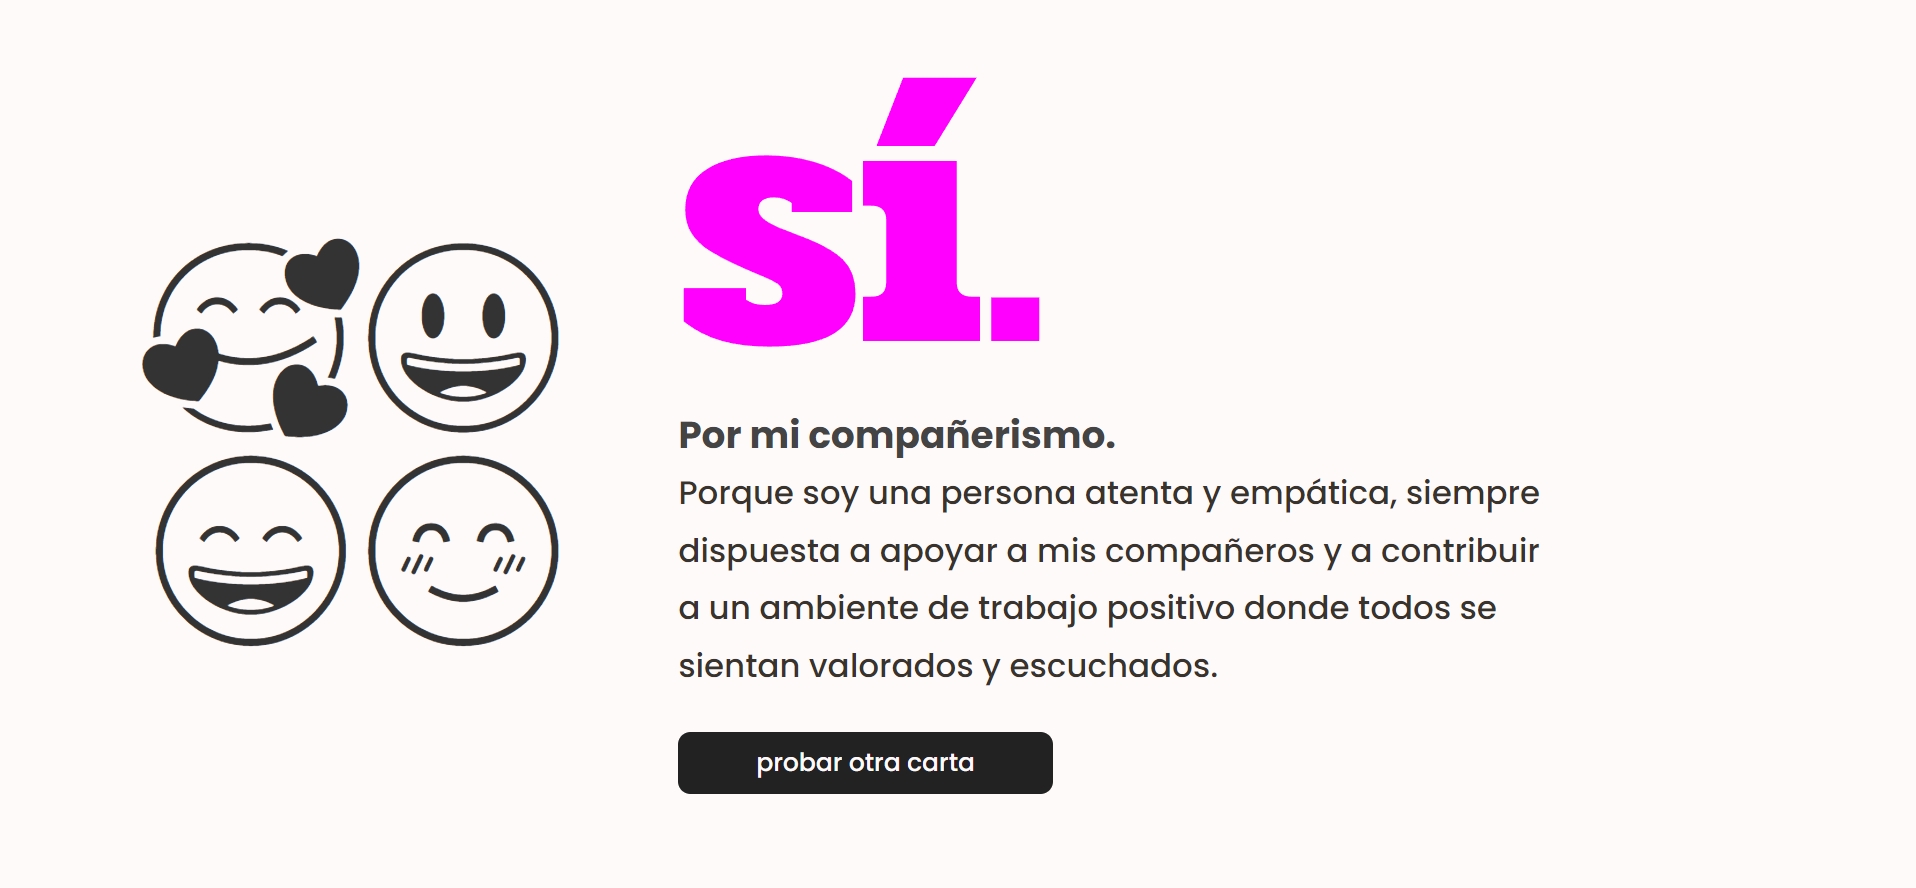 sí.
Por mi compañerismo.
Porque soy una persona atenta y empática, siempre
dispuesta a apoyar a mis compañeros y a contribuir
a un ambiente de trabajo positivo donde todos se
sientan valorados y escuchados.
probar otra carta